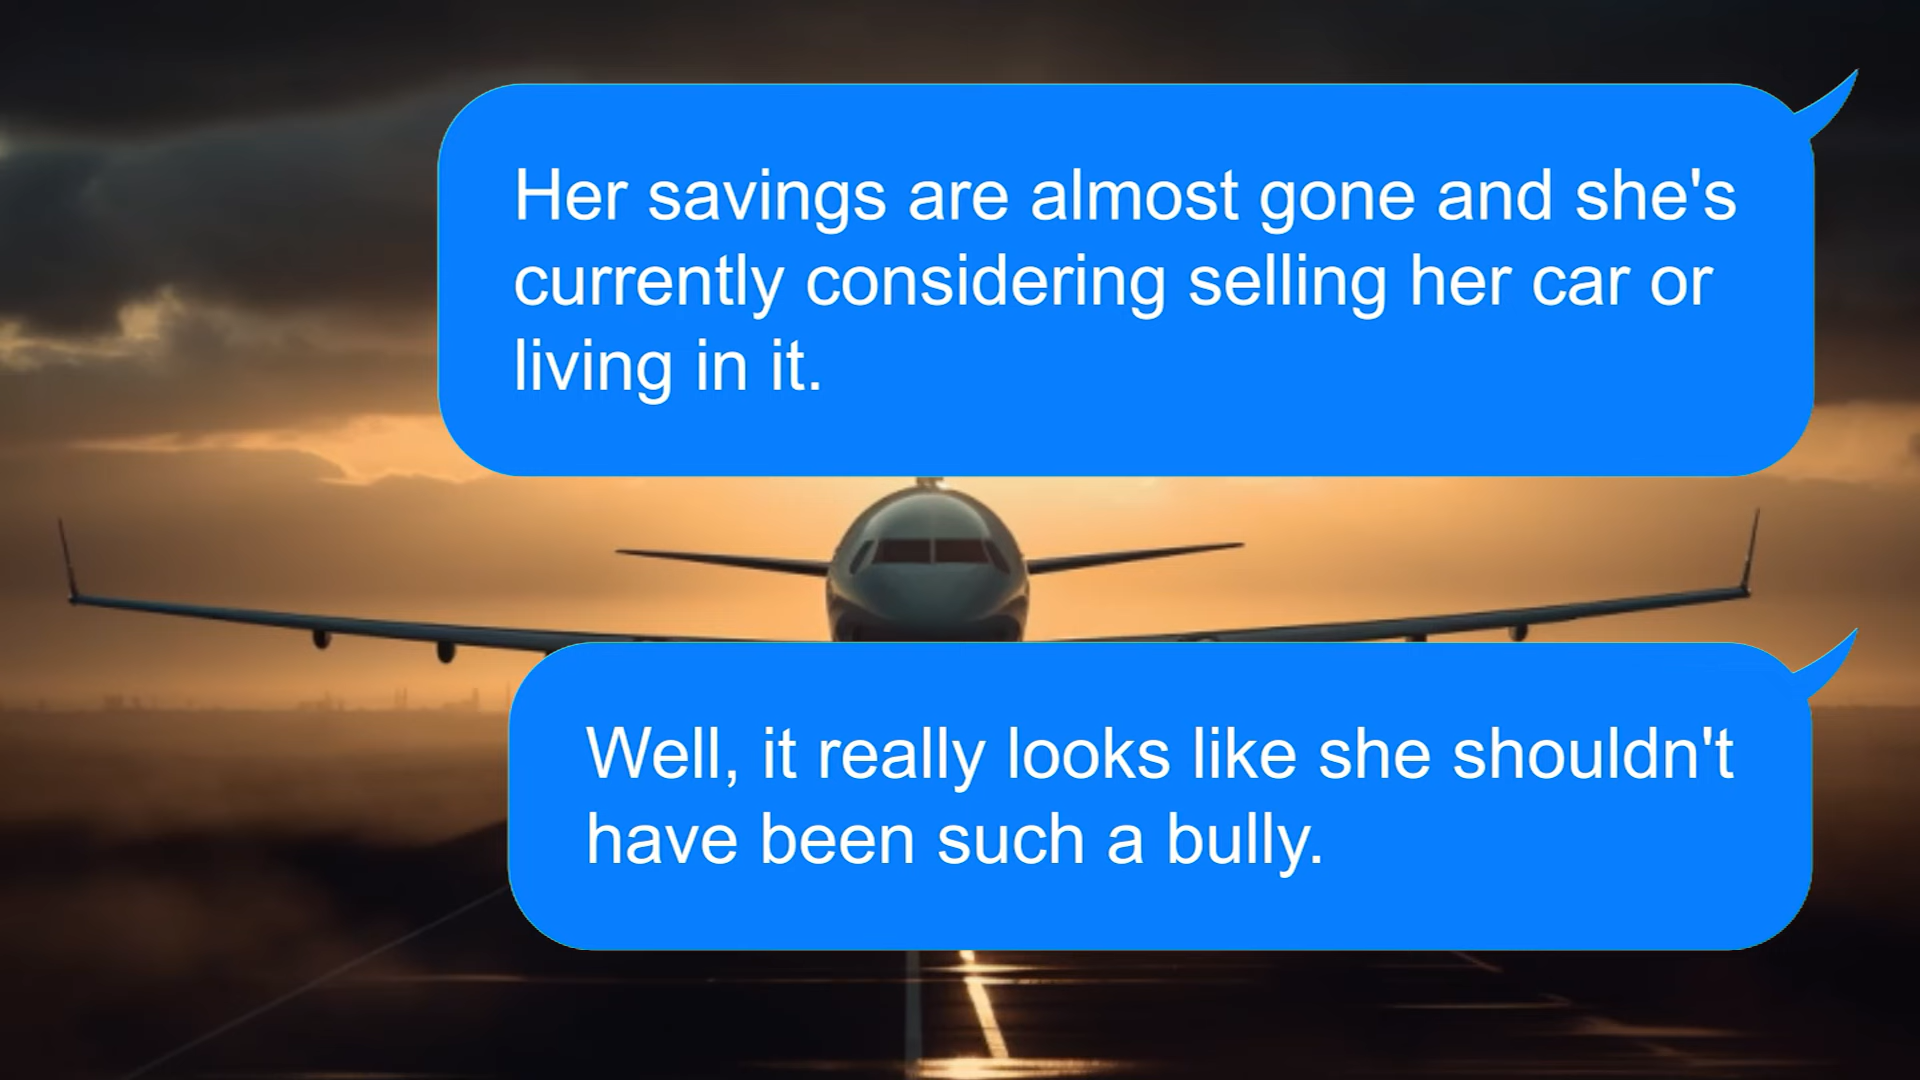 Her savings are almost gone and she's
currently considering selling her car or
living in it.
Well, it really looks like she shouldn't
have been such a bully.